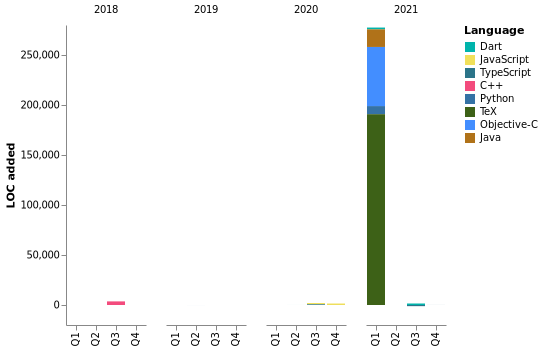 2018 2019 2020 2021
Language
Dart
JavaScript
TypeScript
C++
Python
TeX
Objective-C
Java
LOC added
250,000
200,000
150,000
100,000
50,000
0
Q1 Q2 Q3 Q4 Q1 Q2 Q3 Q4 Q1 Q2 Q3 Q4 Q1 Q2 Q3 Q4